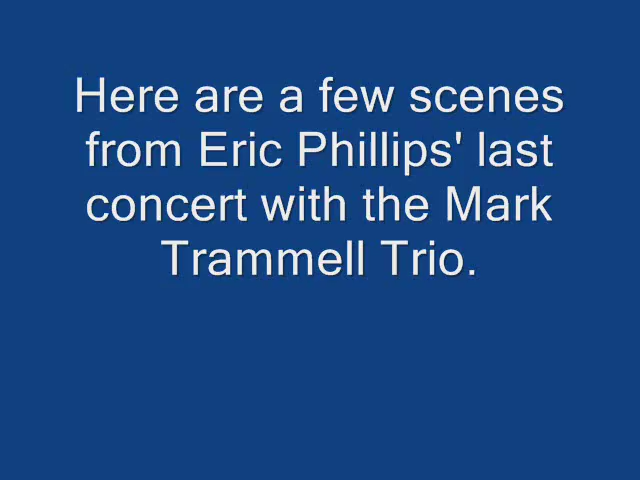 Here are a few scenes
from Eric Phillips' last
concert with the Mark
Trammell Trio.